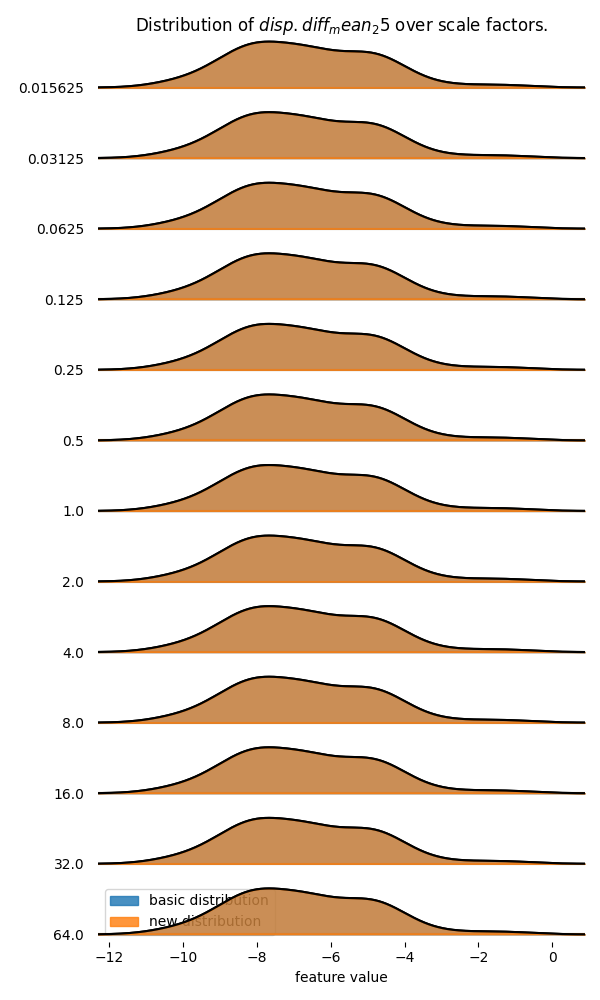 Distribution of disp.diff_mean_25 over scale factors.
0.015625
0.03125
0.0625
0.125
0.25
0.5
1.0
2.0
4.0
8.0
16.0
32.0
basic distribution
new distribution
64.0
−12 −10 −8 −6 −4 −2 0
feature value